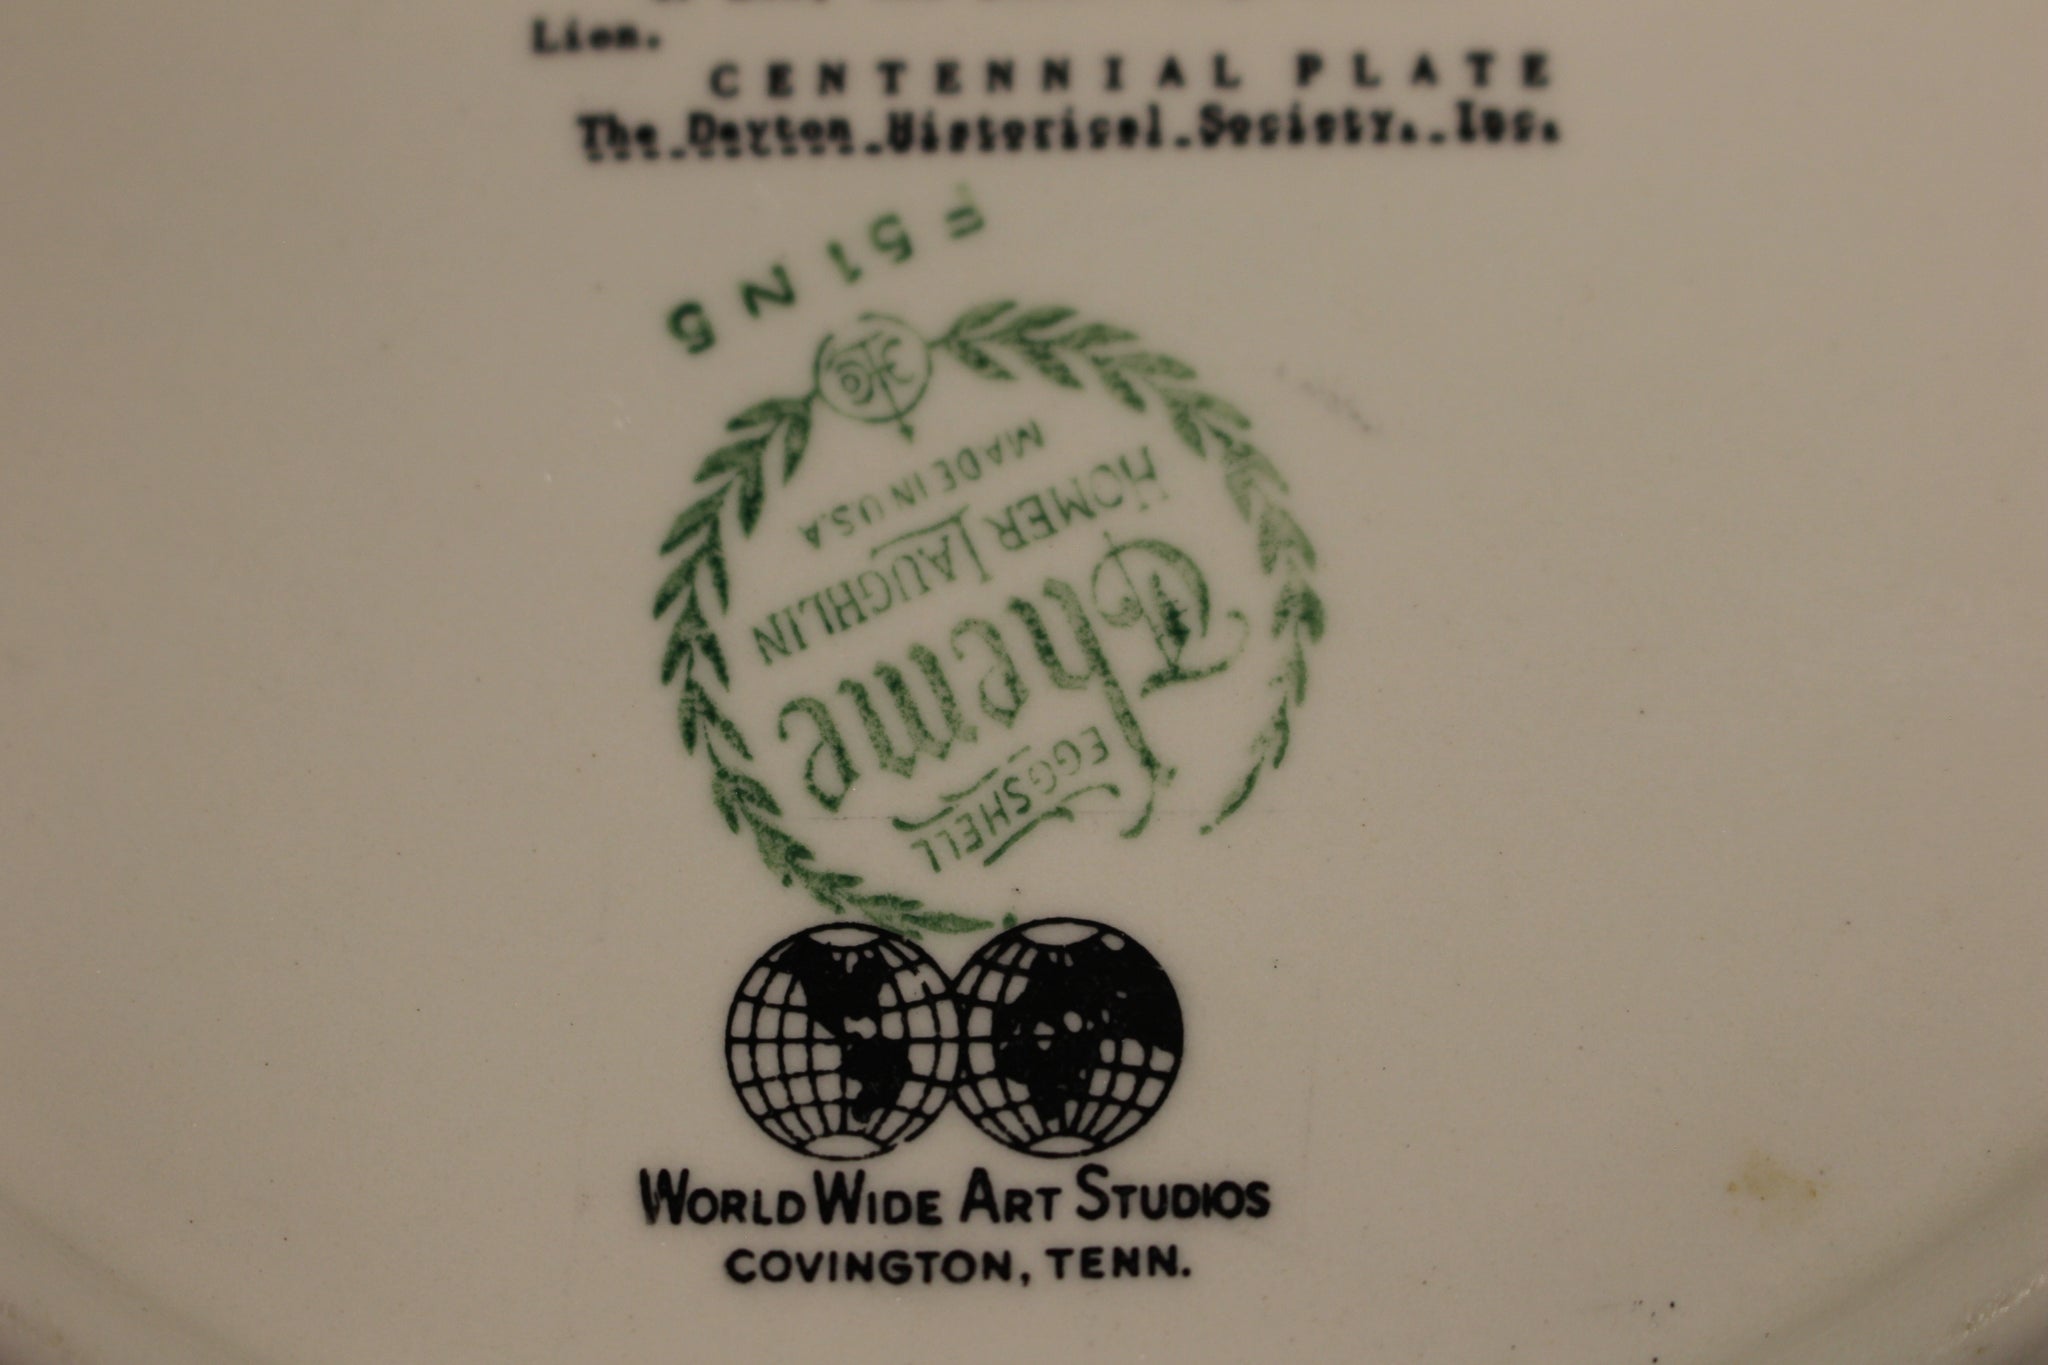 Lion.
CENTENNIAL PLATE
The Dayton Historical Society, Inc.
F 51 N 5
MADE IN U.S.A
HOMER LAUGHLIN
Theme
EGGSHELL
WORLD WIDE ART STUDIOS
COVINGTON, TENN.